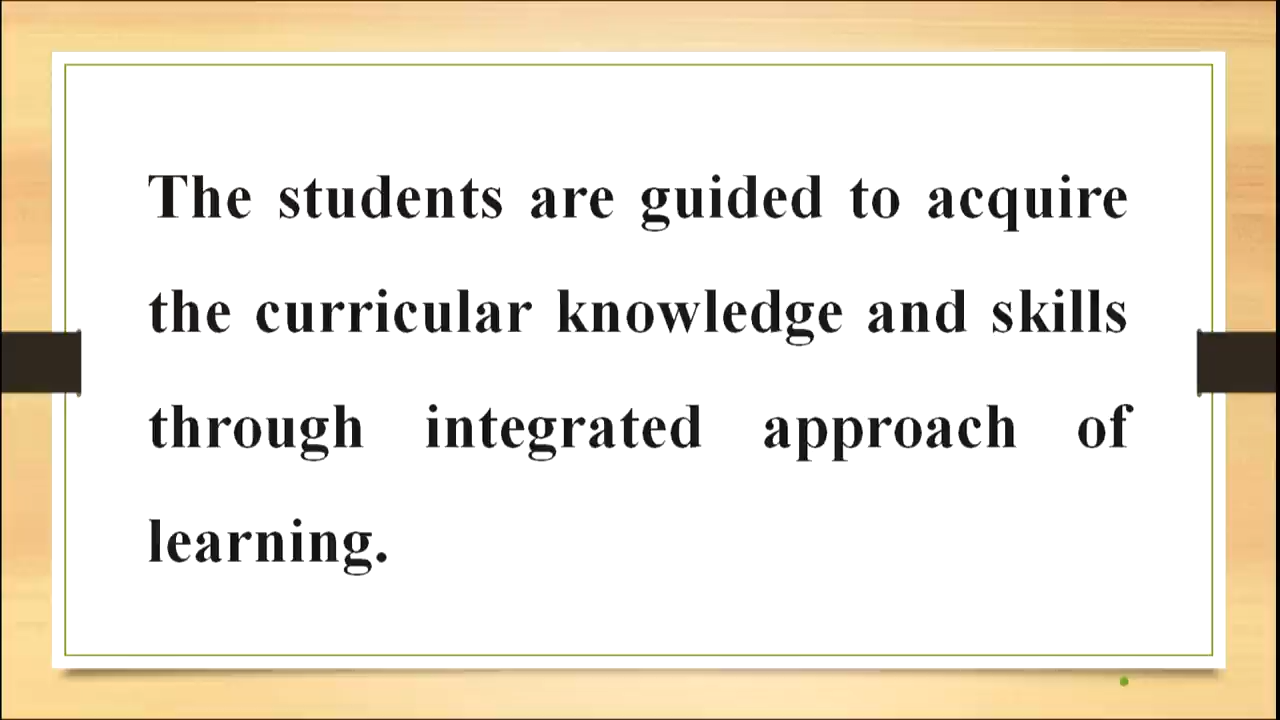 The students are guided to acquire
the curricular knowledge and skills
through integrated approach of
learning.